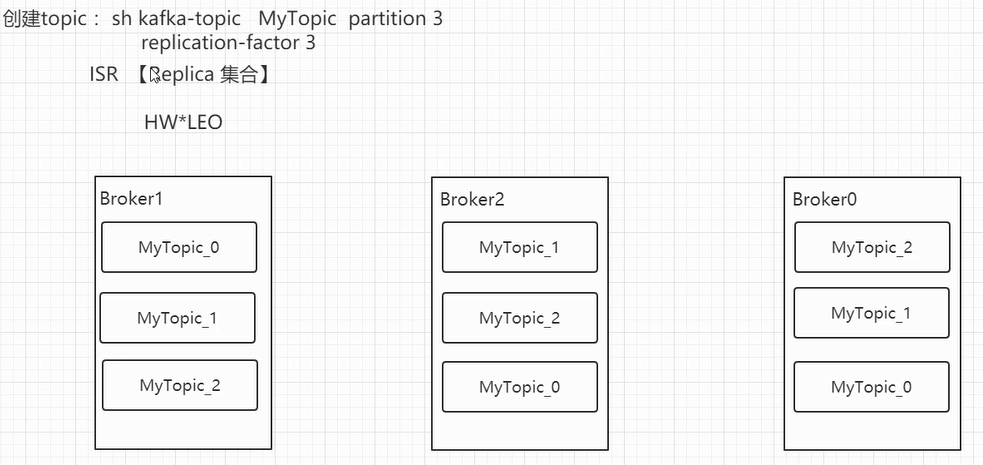 创建topic： sh kafka-topic MyTopic partition 3
replication-factor 3
ISR 【Replica 集合】
HW*LEO
Broker1
MyTopic_0
MyTopic_1
MyTopic_2
Broker2
MyTopic_1
MyTopic_2
MyTopic_0
Broker0
MyTopic_2
MyTopic_1
MyTopic_0